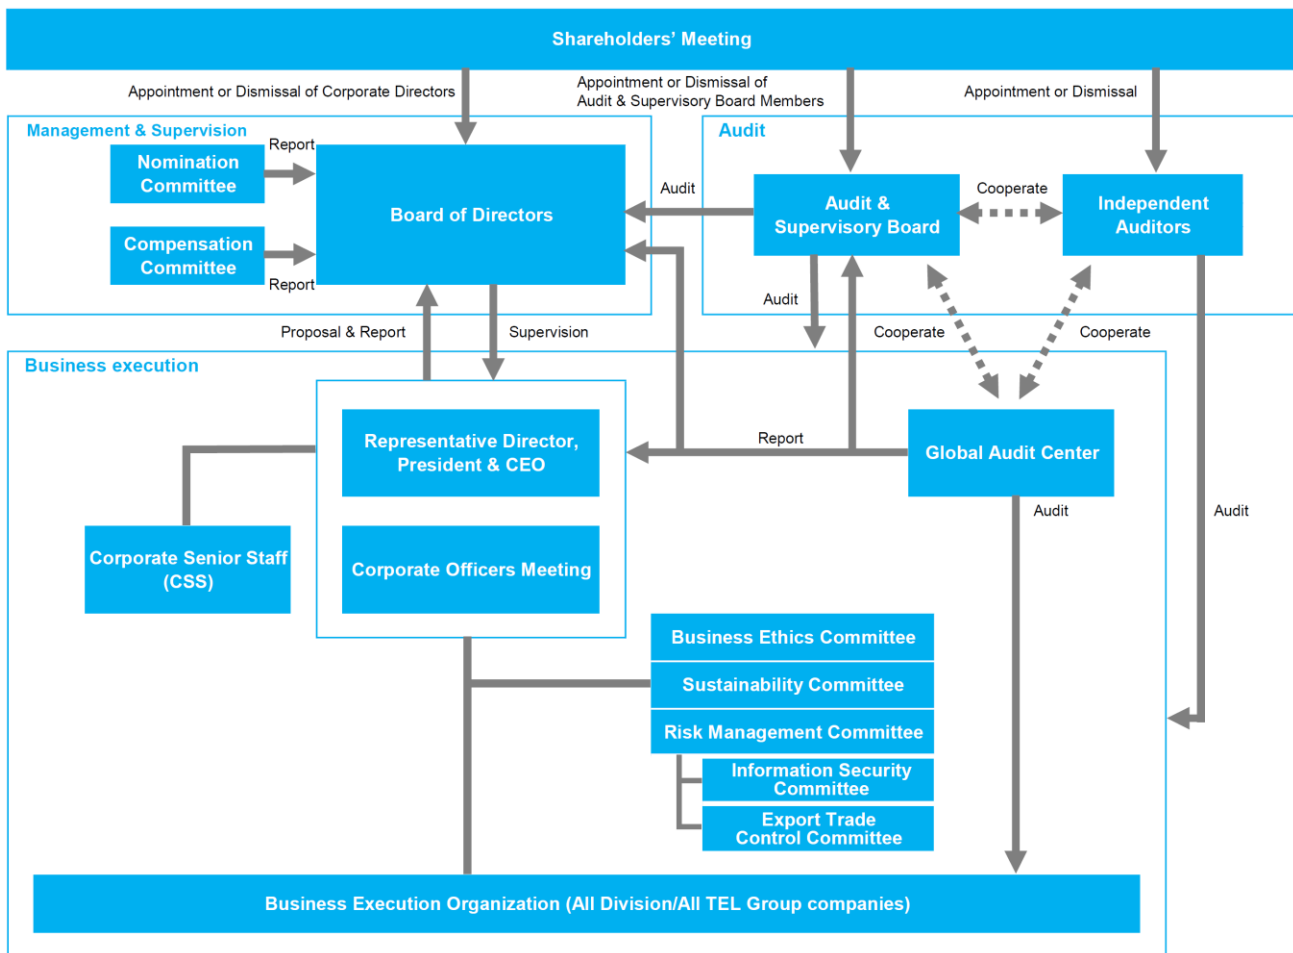 Shareholders’ Meeting
Appointment or Dismissal of Corporate Directors
Appointment or Dismissal of
Audit & Supervisory Board Members
Appointment or Dismissal
Management & Supervision
Nomination
Committee
Report
Compensation
Committee
Report
Board of Directors
Audit
Audit
Audit &
Supervisory Board
Cooperate
Independent
Auditors
Audit
Cooperate
Cooperate
Proposal & Report
Supervision
Business execution
Representative Director,
President & CEO
Report
Global Audit Center
Audit
Audit
Corporate Senior Staff
(CSS)
Corporate Officers Meeting
Business Ethics Committee
Sustainability Committee
Risk Management Committee
Information Security
Committee
Export Trade
Control Committee
Business Execution Organization (All Division/All TEL Group companies)